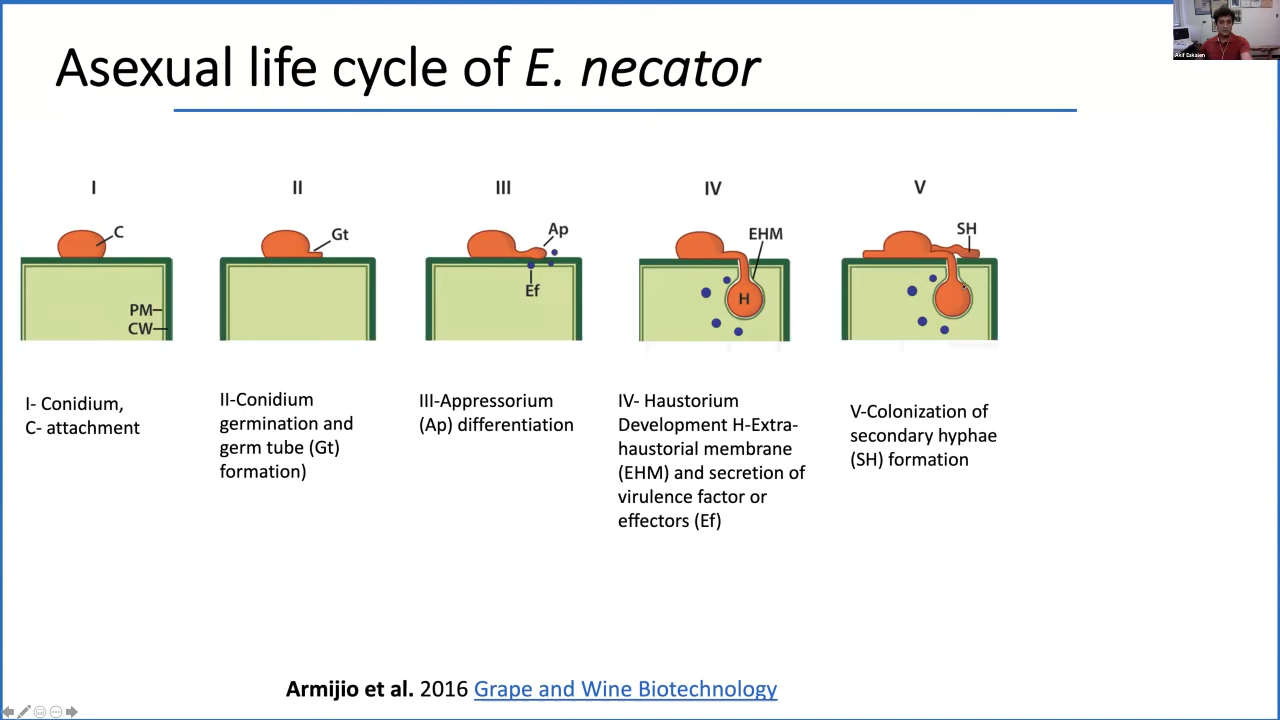 Asexual life cycle of E. necator
I
II
III
IV
V
C
PM
CW
Gt
Ap
Ef
EHM
H
SH
I- Conidium,
C- attachment
II-Conidium
germination and
germ tube (Gt)
formation)
III-Appressorium
(Ap) differentiation
IV- Haustorium
Development H-Extra-
haustorial membrane
(EHM) and secretion of
virulence factor or
effectors (Ef)
V-Colonization of
secondary hyphae
(SH) formation
Armijio et al. 2016 Grape and Wine Biotechnology
Akif Eskalen